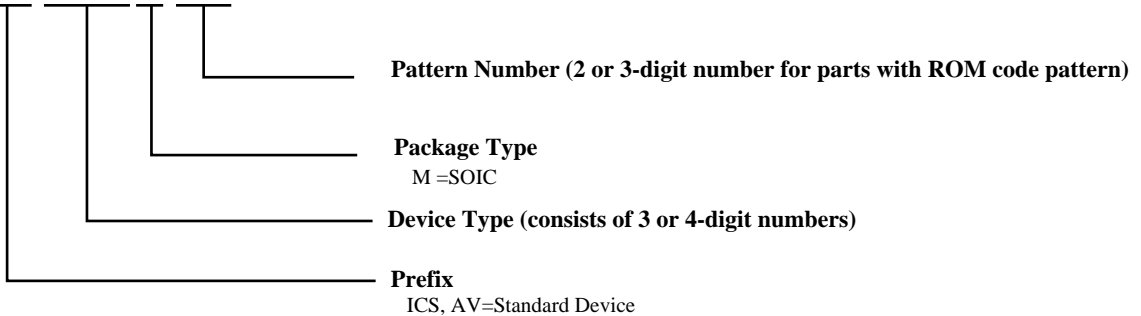 Pattern Number (2 or 3-digit number for parts with ROM code pattern)
Package Type
M =SOIC
Device Type (consists of 3 or 4-digit numbers)
Prefix
ICS, AV=Standard Device